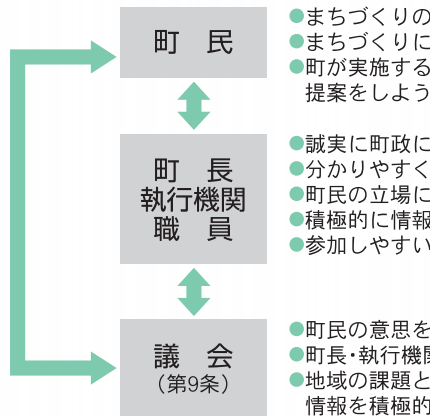 町　民
●まちづくりの
●まちづくりに
●町が実施する
提案をしよう
町　長
執行機関
職　員
●誠実に町政に
●分かりやすく
●町民の立場に
●積極的に情報
●参加しやすい
議　会
（第9条）
●町民の意思を
●町長・執行機関
●地域の課題と
情報を積極的